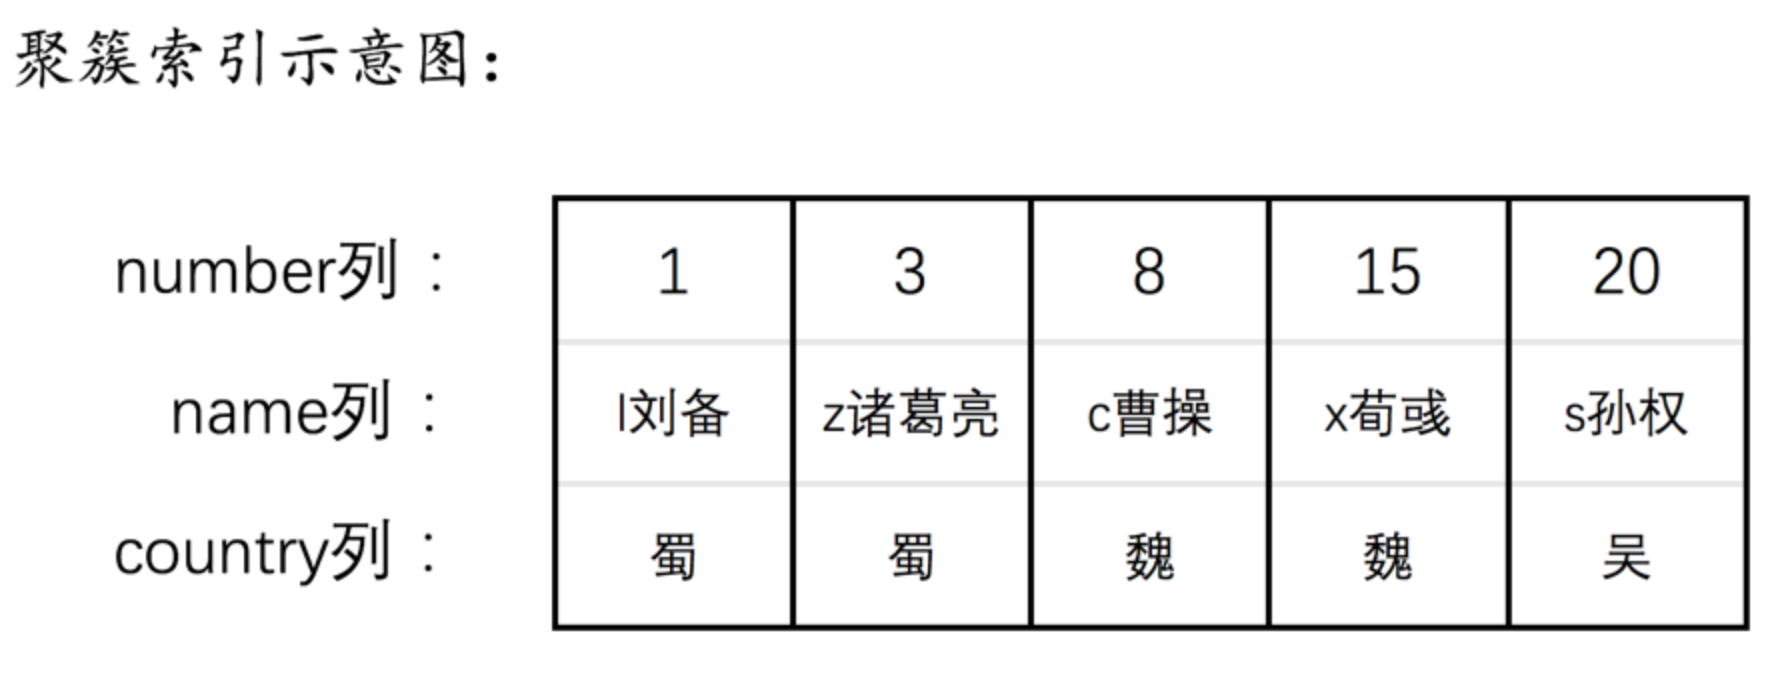 聚簇索引示意图：
number列： 1 3 8 15 20
name列： l刘备 z诸葛亮 c曹操 x荀彧 s孙权
country列： 蜀 蜀 魏 魏 吴